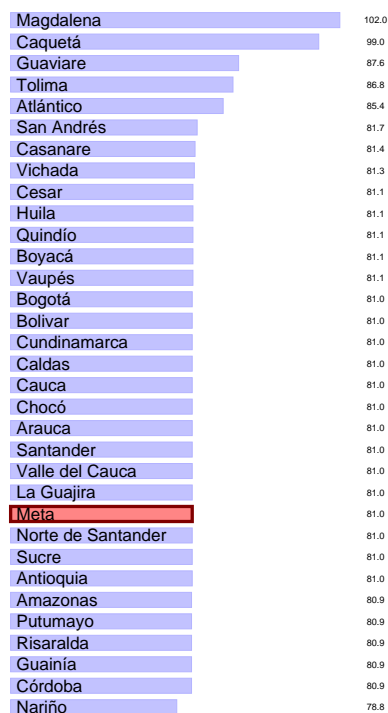 Magdalena 102.0
Caquetá 99.0
Guaviare 87.6
Tolima 86.8
Atlántico 85.4
San Andrés 81.7
Casanare 81.4
Vichada 81.3
Cesar 81.1
Huila 81.1
Quindío 81.1
Boyacá 81.1
Vaupés 81.1
Bogotá 81.0
Bolivar 81.0
Cundinamarca 81.0
Caldas 81.0
Cauca 81.0
Chocó 81.0
Arauca 81.0
Santander 81.0
Valle del Cauca 81.0
La Guajira 81.0
Meta 81.0
Norte de Santander 81.0
Sucre 81.0
Antioquia 81.0
Amazonas 80.9
Putumayo 80.9
Risaralda 80.9
Guainía 80.9
Córdoba 80.9
Nariño 78.8